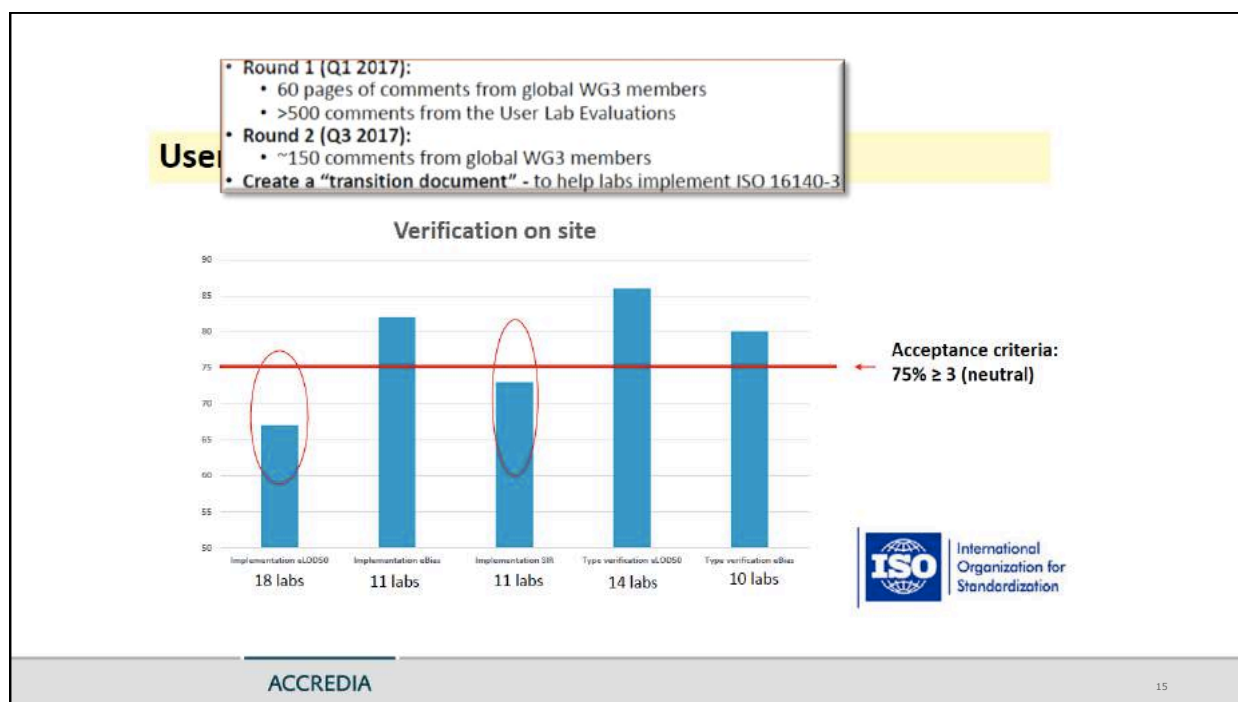 • Round 1 (Q1 2017):
• 60 pages of comments from global WG3 members
• >500 comments from the User Lab Evaluations
• Round 2 (Q3 2017):
• ~150 comments from global WG3 members
• Create a “transition document” - to help labs implement ISO 16140-3
User
Verification on site
90
85
80
75
70
65
60
55
50
Acceptance criteria:
75% ≥ 3 (neutral)
Implementation eLOD50
Implementation eBias
Implementation SIR
Type verification eLOD50
Type verification eBias
18 labs
11 labs
11 labs
14 labs
10 labs
ISO
International
Organization for
Standardization
ACCREDIA
15